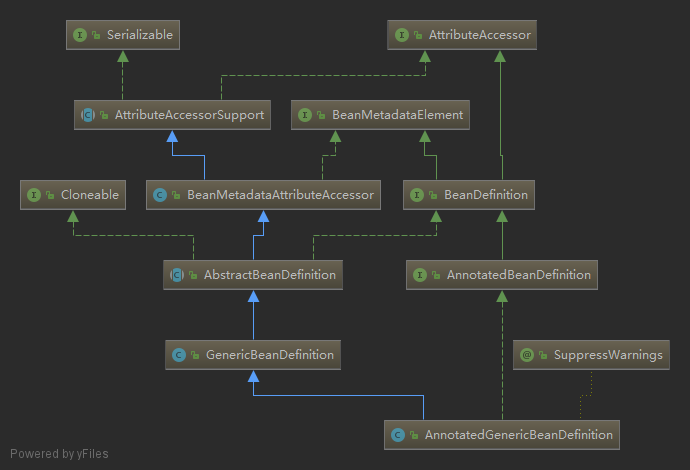 I Serializable
I AttributeAccessor
C AttributeAccessorSupport
I BeanMetadataElement
I Cloneable
C BeanMetadataAttributeAccessor
I BeanDefinition
C AbstractBeanDefinition
I AnnotatedBeanDefinition
C GenericBeanDefinition
@ SuppressWarnings
C AnnotatedGenericBeanDefinition
Powered by yFiles